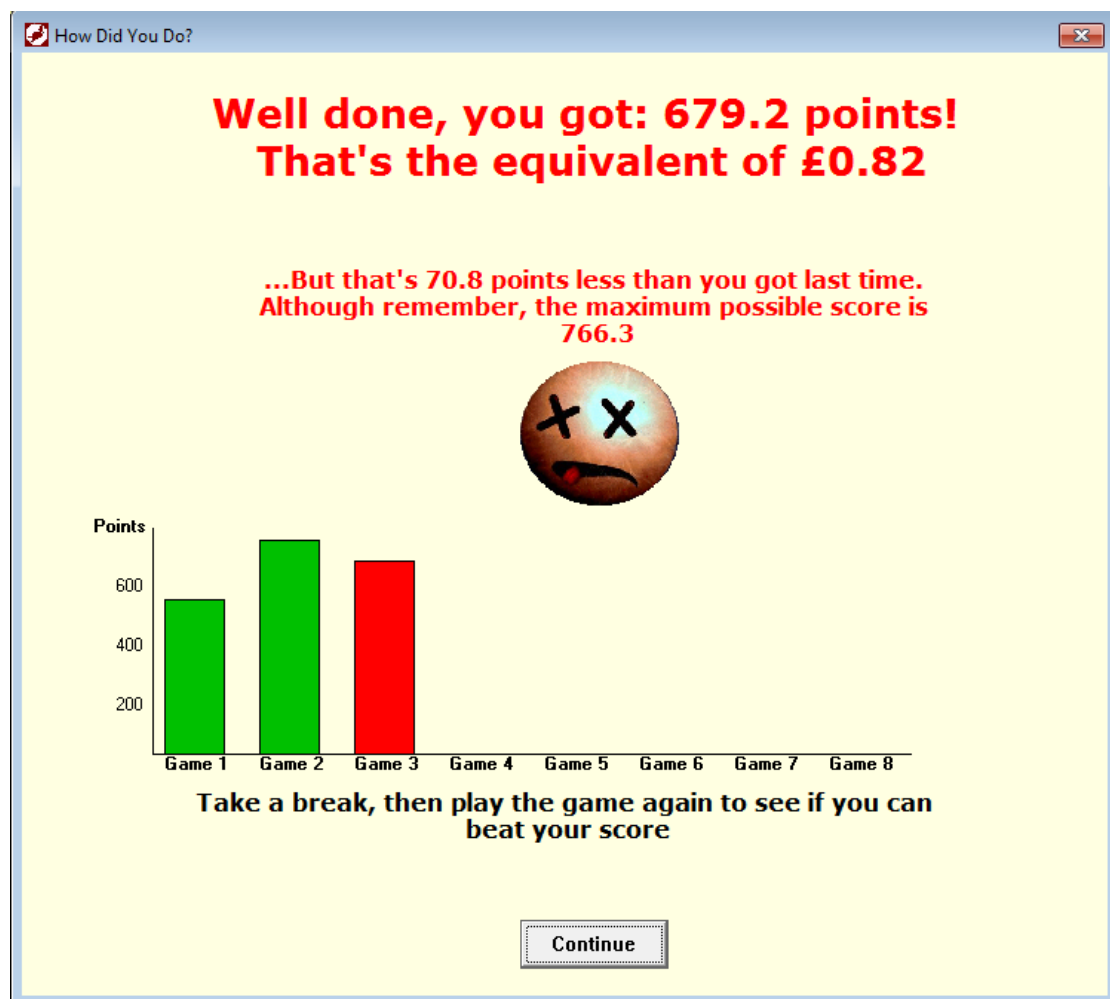 How Did You Do?
Well done, you got: 679.2 points!
That's the equivalent of £0.82
...But that's 70.8 points less than you got last time.
Although remember, the maximum possible score is
766.3
Points
600
400
200
Game 1 Game 2 Game 3 Game 4 Game 5 Game 6 Game 7 Game 8
Take a break, then play the game again to see if you can
beat your score
Continue